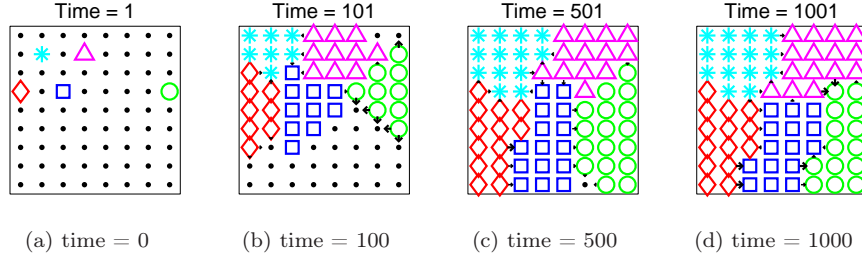 Time = 1 Time = 101 Time = 501 Time = 1001
(a) time = 0 (b) time = 100 (c) time = 500 (d) time = 1000